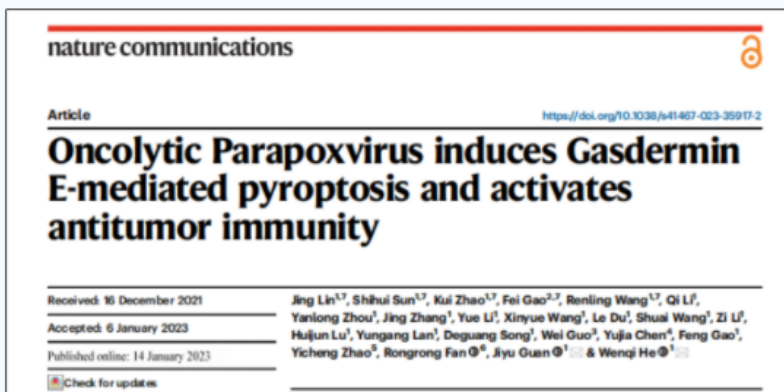 nature communications
Article
https://doi.org/10.1038/s41467-023-35917-2
Oncolytic Parapoxvirus induces Gasdermin
E-mediated pyroptosis and activates
antitumor immunity
Received: 16 December 2021
Accepted: 6 January 2023
Published online: 14 January 2023
Check for updates
Jing Lin1,7, Shihui Sun1,7, Kui Zhao1,7, Fei Gao2,7, Renling Wang1,7, Qi Li1,
Yanlong Zhou1, Jing Zhang1, Yue Li1, Xinyue Wang1, Le Du1, Shuai Wang1, Zi Li1,
Huijun Lu1, Yungang Lan1, Deguang Song1, Wei Guo3, Yujia Chen4, Feng Gao1,
Yicheng Zhao5, Rongrong Fan6, Jiyu Guan1 & Wenqi He1